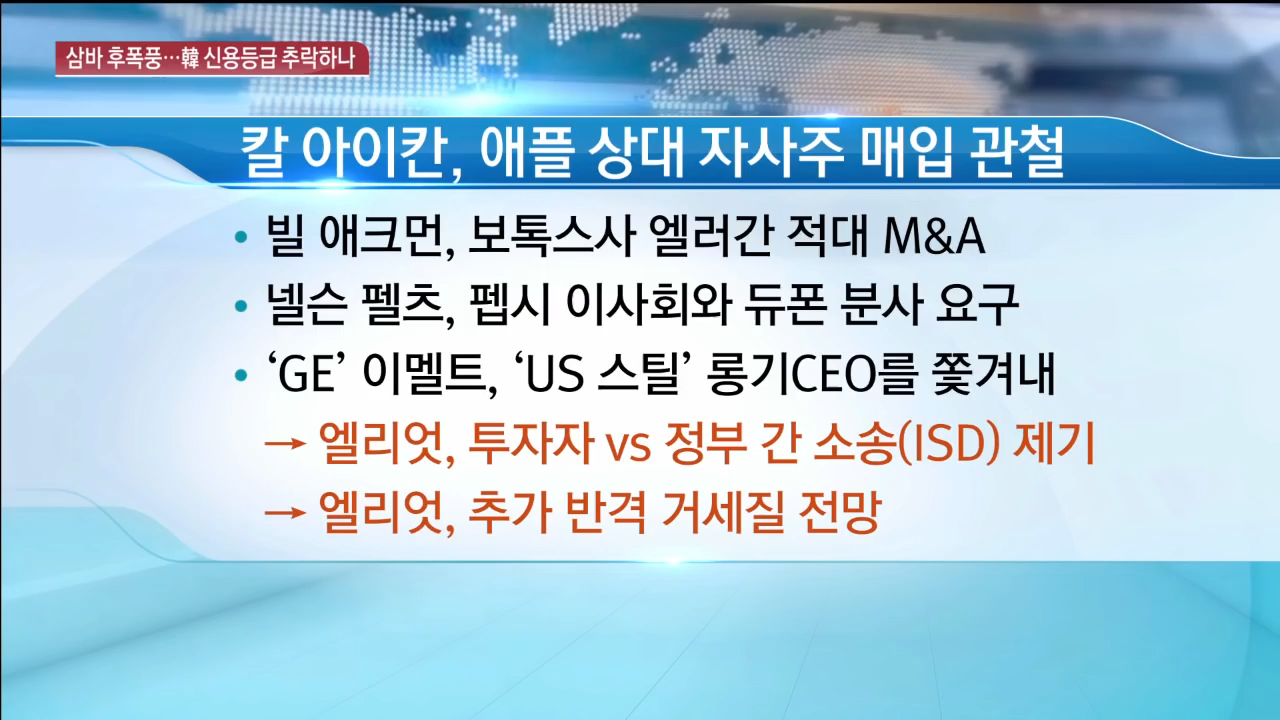 삼바 후폭풍…韓 신용등급 추락하나
칼 아이칸, 애플 상대 자사주 매입 관철
• 빌 애크먼, 보톡스사 엘러간 적대 M&A
• 넬슨 펠츠, 펩시 이사회와 듀폰 분사 요구
• ‘GE’ 이멜트, ‘US 스틸’ 롱기CEO를 쫓겨내
→ 엘리엇, 투자자 vs 정부 간 소송(ISD) 제기
→ 엘리엇, 추가 반격 거세질 전망